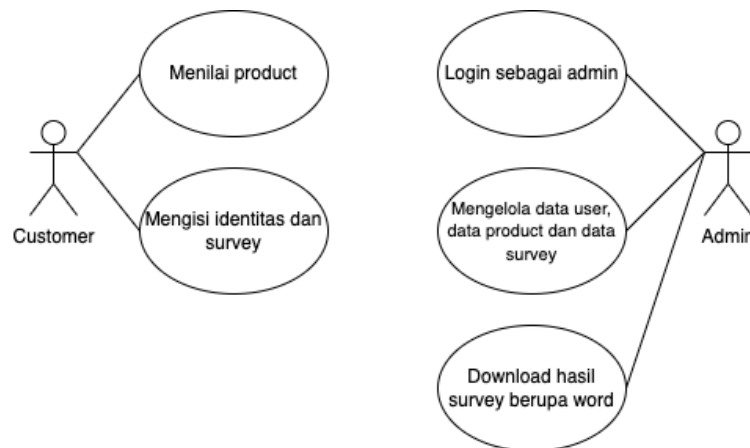 Menilai product
Login sebagai admin
Customer
Mengisi identitas dan
survey
Mengelola data user,
data product dan data
survey
Admin
Download hasil
survey berupa word